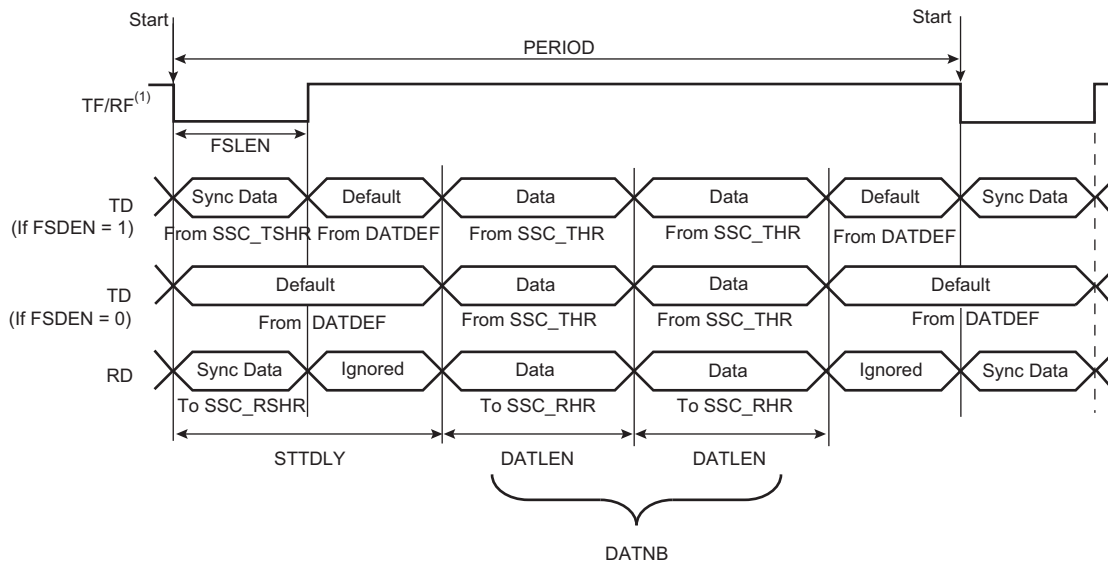 Start Start
PERIOD
TF/RF(1)
FSLEN
TD
(If FSDEN = 1)
Sync Data Default Data Data Default Sync Data
From SSC_TSHR From DATDEF From SSC_THR From SSC_THR From DATDEF
TD
(If FSDEN = 0)
Default Data Data Default
From DATDEF From SSC_THR From SSC_THR From DATDEF
RD
Sync Data Ignored Data Data Ignored Sync Data
To SSC_RSHR To SSC_RHR To SSC_RHR
STTDLY DATLEN DATLEN
DATNB